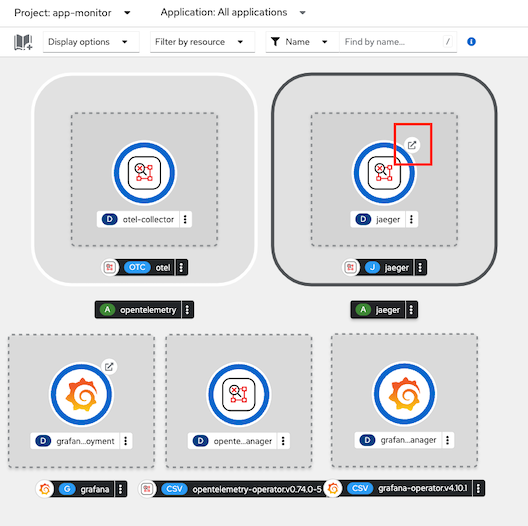 Project: app-monitor
Application: All applications
Display options
Filter by resource
Name
Find by name...
/
D otel-collector
D jaeger
OTC otel
J jaeger
A opentelemetry
A jaeger
D grafan...oyment
D opente...anager
D grafan...anager
G grafana
CSV opentelemetry-operator.v0.74.0-5
CSV grafana-operator.v4.10.1